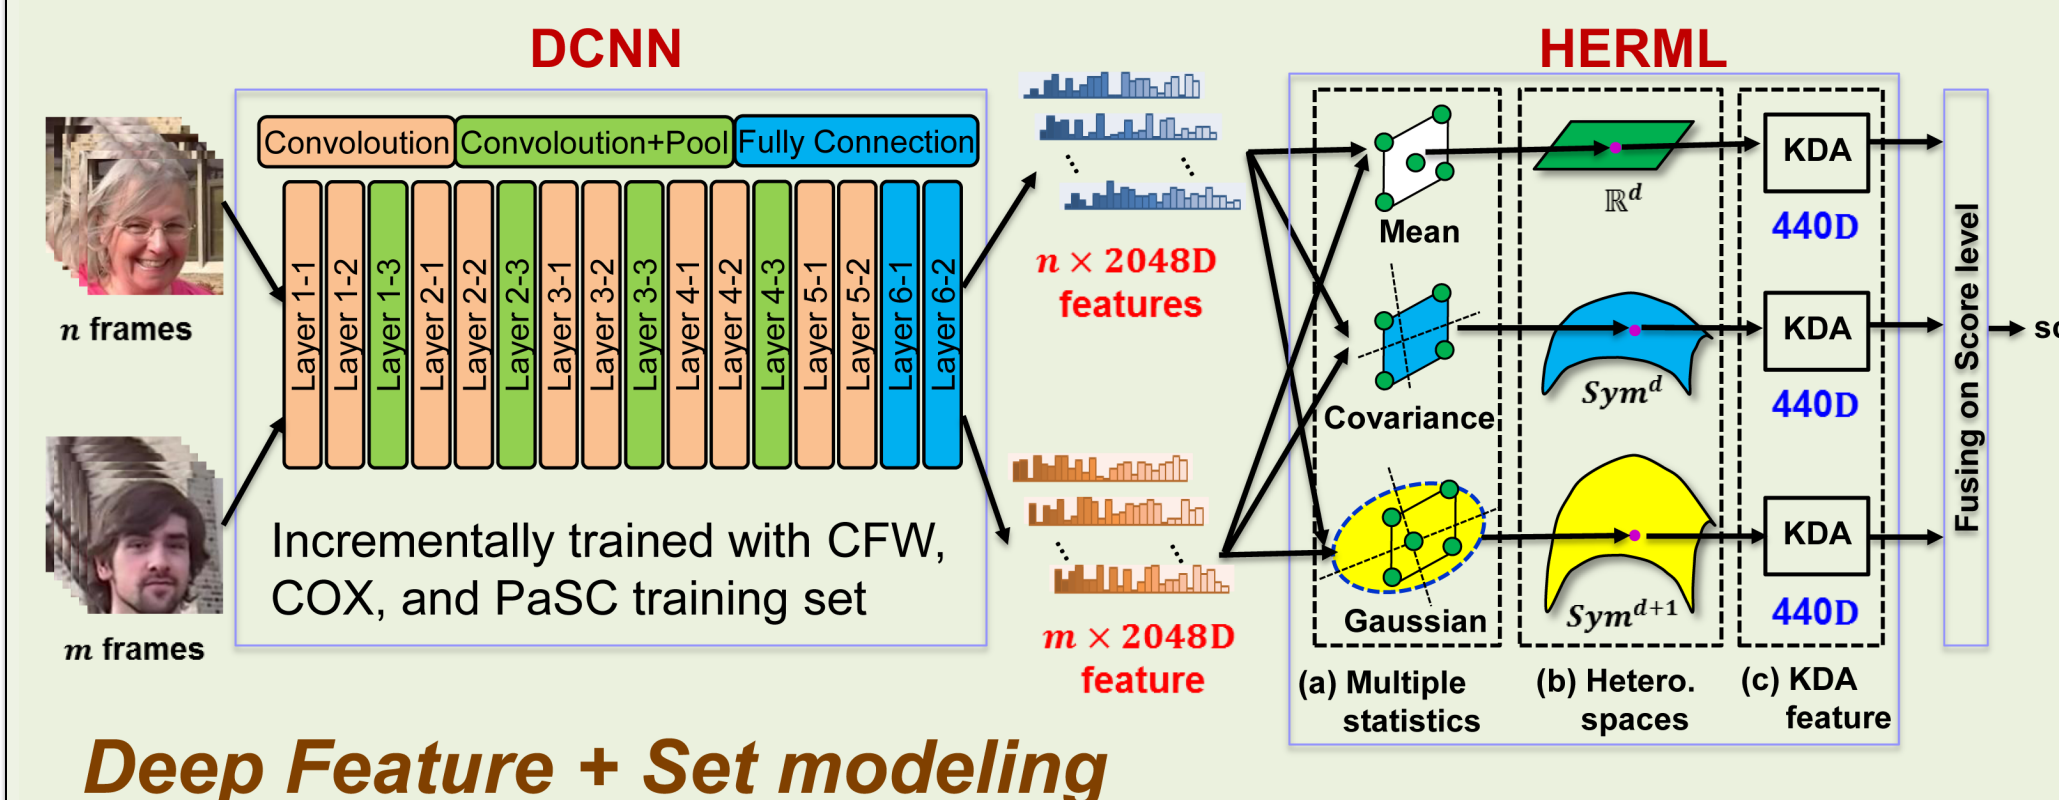 DCNN
HERML
Convoloution
Convoloution+Pool
Fully Connection
Layer 1-1
Layer 1-2
Layer 1-3
Layer 2-1
Layer 2-2
Layer 2-3
Layer 3-1
Layer 3-2
Layer 3-3
Layer 4-1
Layer 4-2
Layer 4-3
Layer 5-1
Layer 5-2
Layer 6-1
Layer 6-2
n frames
m frames
Incrementally trained with CFW,
COX, and PaSC training set
n × 2048D
features
m × 2048D
feature
Mean
Covariance
Gaussian
ℝ^d
Sym^d
Sym^{d+1}
KDA
440D
KDA
440D
KDA
440D
(a) Multiple
statistics
(b) Hetero.
spaces
(c) KDA
feature
Fusing on Score level
Deep Feature + Set modeling